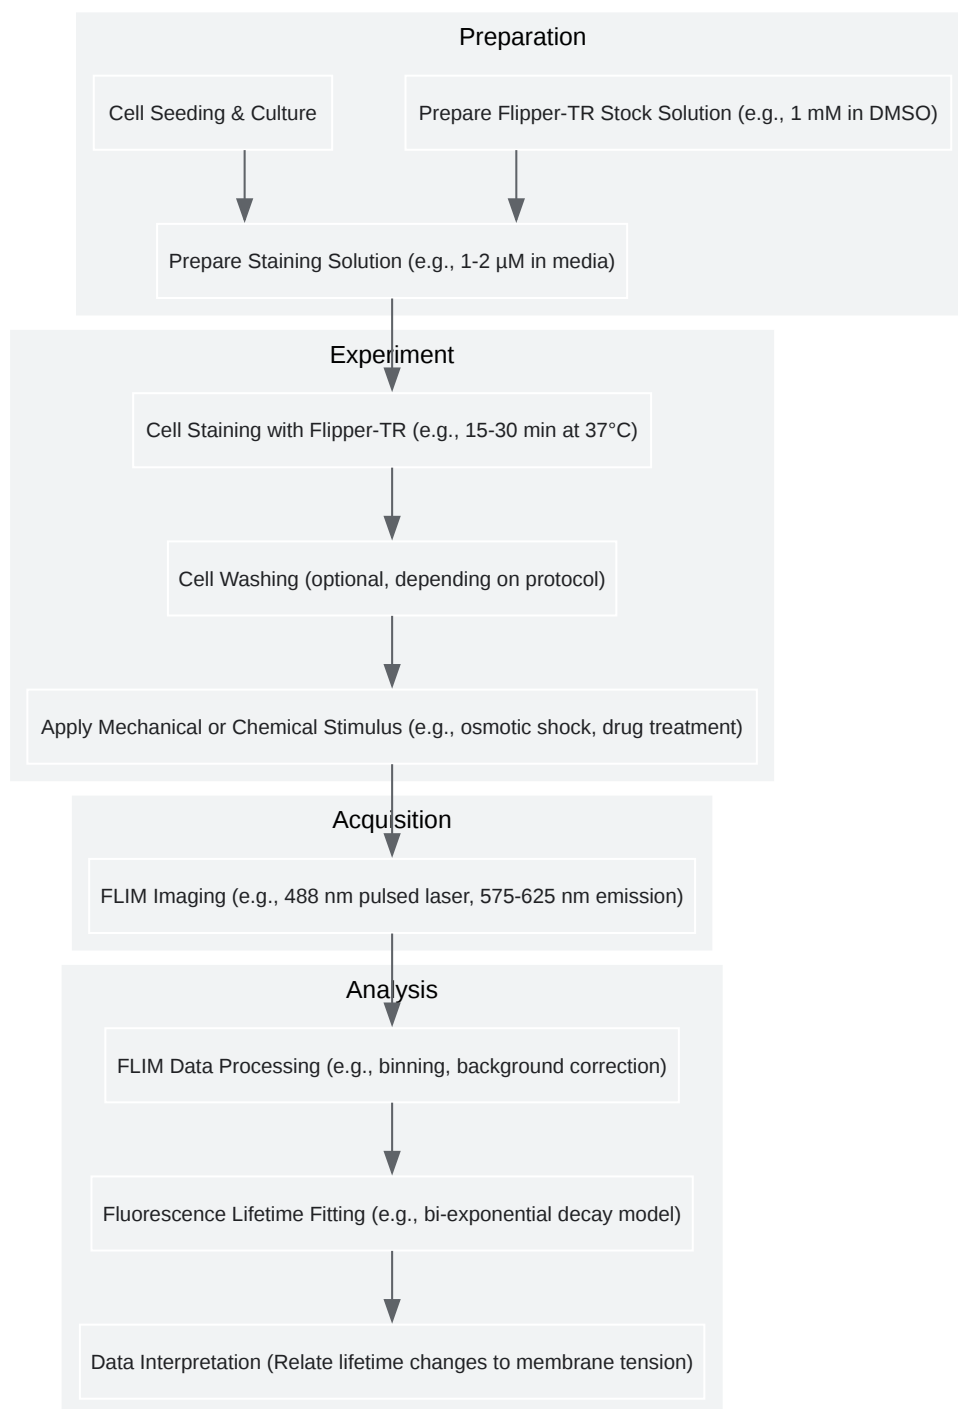 Preparation
Cell Seeding & Culture
Prepare Flipper-TR Stock Solution (e.g., 1 mM in DMSO)
Prepare Staining Solution (e.g., 1-2 µM in media)
Experiment
Cell Staining with Flipper-TR (e.g., 15-30 min at 37°C)
Cell Washing (optional, depending on protocol)
Apply Mechanical or Chemical Stimulus (e.g., osmotic shock, drug treatment)
Acquisition
FLIM Imaging (e.g., 488 nm pulsed laser, 575-625 nm emission)
Analysis
FLIM Data Processing (e.g., binning, background correction)
Fluorescence Lifetime Fitting (e.g., bi-exponential decay model)
Data Interpretation (Relate lifetime changes to membrane tension)